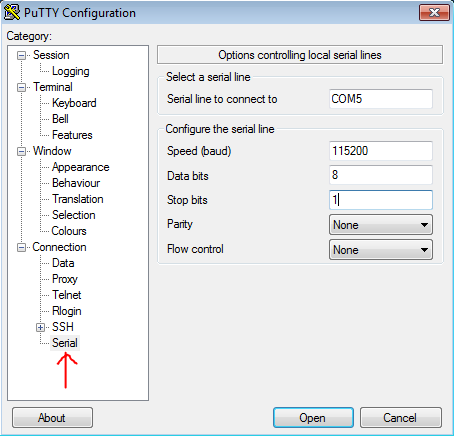 PuTTY Configuration
Category:
Session
Logging
Terminal
Keyboard
Bell
Features
Window
Appearance
Behaviour
Translation
Selection
Colours
Connection
Data
Proxy
Telnet
Rlogin
SSH
Serial
Options controlling local serial lines
Select a serial line
Serial line to connect to COM5
Configure the serial line
Speed (baud) 115200
Data bits 8
Stop bits 1
Parity None
Flow control None
About Open Cancel